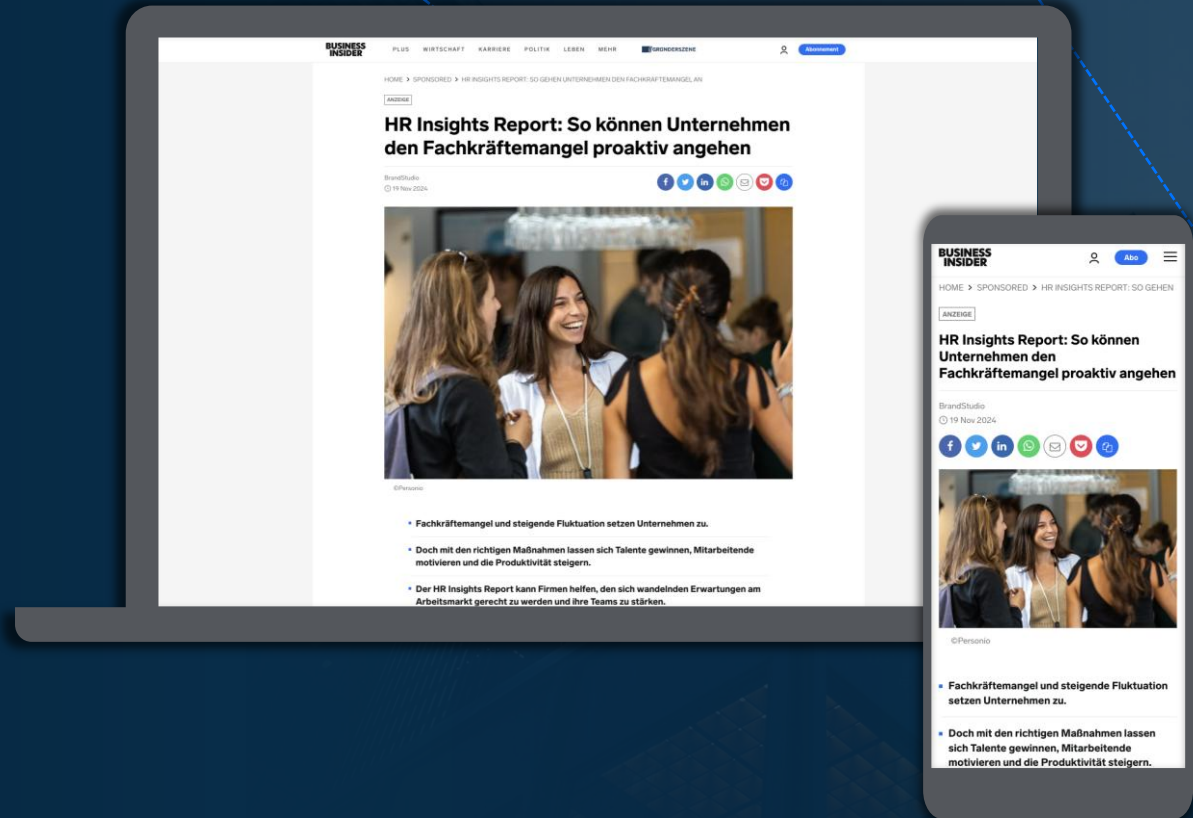 BUSINESS
INSIDER
PLUS WIRTSCHAFT KARRIERE POLITIK LEBEN MEHR GRÜNDERSZENE Abonnement
HOME > SPONSORED > HR INSIGHTS REPORT: SO GEHEN UNTERNEHMEN DEN FACHKRÄFTEMANGEL AN
ANZEIGE
HR Insights Report: So können Unternehmen
den Fachkräftemangel proaktiv angehen
BrandStudio
19 Nov 2024
©Personio
Fachkräftemangel und steigende Fluktuation setzen Unternehmen zu.
Doch mit den richtigen Maßnahmen lassen sich Talente gewinnen, Mitarbeitende
motivieren und die Produktivität steigern.
Der HR Insights Report kann Firmen helfen, den sich wandelnden Erwartungen am
Arbeitsmarkt gerecht zu werden und ihre Teams zu stärken.
BUSINESS
INSIDER
Abo
HOME > SPONSORED > HR INSIGHTS REPORT: SO GEHEN
ANZEIGE
HR Insights Report: So können
Unternehmen den
Fachkräftemangel proaktiv angehen
BrandStudio
19 Nov 2024
©Personio
Fachkräftemangel und steigende Fluktuation
setzen Unternehmen zu.
Doch mit den richtigen Maßnahmen lassen
sich Talente gewinnen, Mitarbeitende
motivieren und die Produktivität steigern.